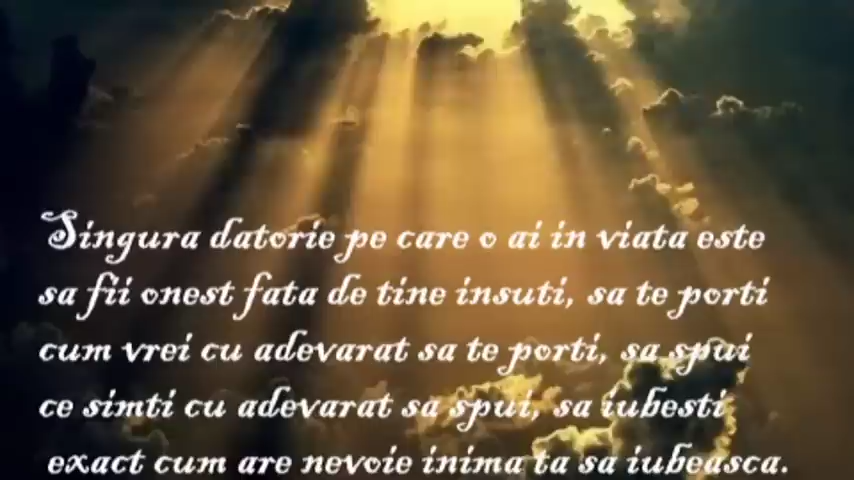 Singura datorie pe care o ai in viata este
sa fii onest fata de tine insuti, sa te porti
cum vrei cu adevarat sa te porti, sa spui
ce simti cu adevarat sa spui, sa iubesti
exact cum are nevoie inima ta sa iubeasca.